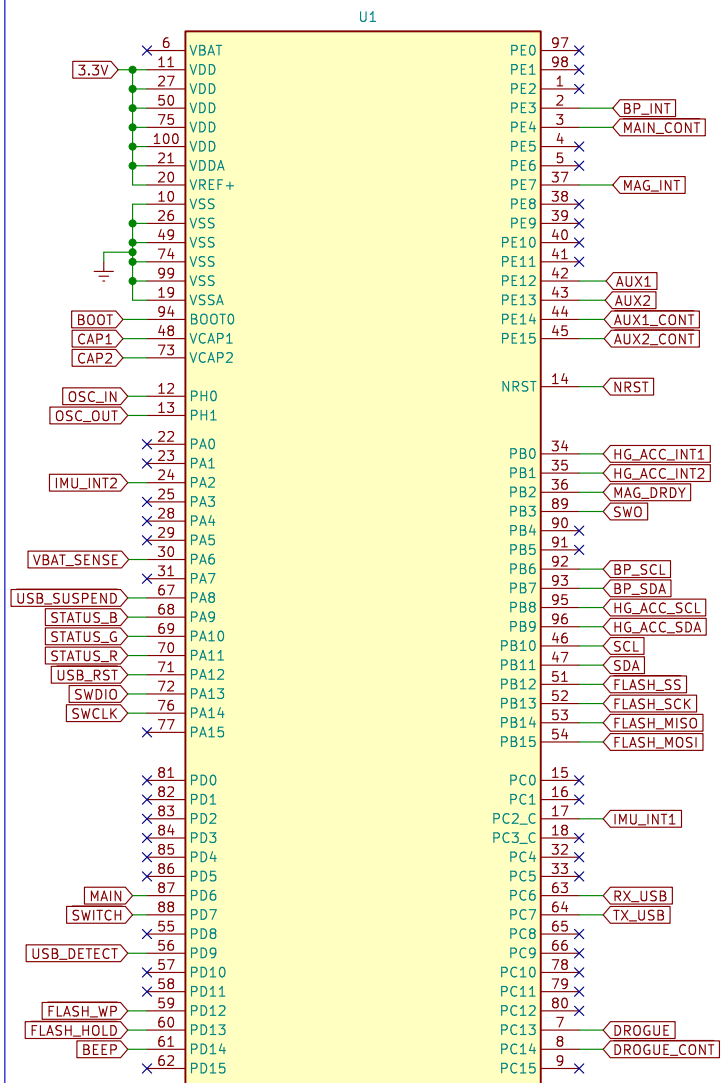 U1
6 VBAT PE0 97
3.3V 11 VDD PE1 98
27 VDD PE2 1
50 VDD PE3 2 BP_INT
75 VDD PE4 3 MAIN_CONT
100 VDD PE5 4
21 VDDA PE6 5
20 VREF+ PE7 37 MAG_INT
10 VSS PE8 38
26 VSS PE9 39
49 VSS PE10 40
74 VSS PE11 41
99 VSS PE12 42 AUX1
19 VSSA PE13 43 AUX2
BOOT 94 BOOT0 PE14 44 AUX1_CONT
CAP1 48 VCAP1 PE15 45 AUX2_CONT
CAP2 73 VCAP2
NRST 14 NRST
OSC_IN 12 PH0
OSC_OUT 13 PH1
22 PA0
PB0 34 HG_ACC_INT1
23 PA1
PB1 35 HG_ACC_INT2
IMU_INT2 24 PA2
PB2 36 MAG_DRDY
25 PA3
PB3 89 SWO
28 PA4
PB4 90
29 PA5
PB5 91
VBAT_SENSE 30 PA6
PB6 92 BP_SCL
31 PA7
PB7 93 BP_SDA
USB_SUSPEND 67 PA8
PB8 95 HG_ACC_SCL
STATUS_B 68 PA9
PB9 96 HG_ACC_SDA
STATUS_G 69 PA10
PB10 46 SCL
STATUS_R 70 PA11
PB11 47 SDA
USB_RST 71 PA12
PB12 51 FLASH_SS
SWDIO 72 PA13
PB13 52 FLASH_SCK
SWCLK 76 PA14
PB14 53 FLASH_MISO
77 PA15
PB15 54 FLASH_MOSI
81 PD0 PC0 15
82 PD1 PC1 16
83 PD2 PC2_C 17 IMU_INT1
84 PD3 PC3_C 18
85 PD4 PC4 32
86 PD5 PC5 33
MAIN 87 PD6 PC6 63 RX_USB
SWITCH 88 PD7 PC7 64 TX_USB
55 PD8 PC8 65
USB_DETECT 56 PD9 PC9 66
57 PD10 PC10 78
58 PD11 PC11 79
FLASH_WP 59 PD12 PC12 80
FLASH_HOLD 60 PD13 PC13 7 DROGUE
BEEP 61 PD14 PC14 8 DROGUE_CONT
62 PD15 PC15 9